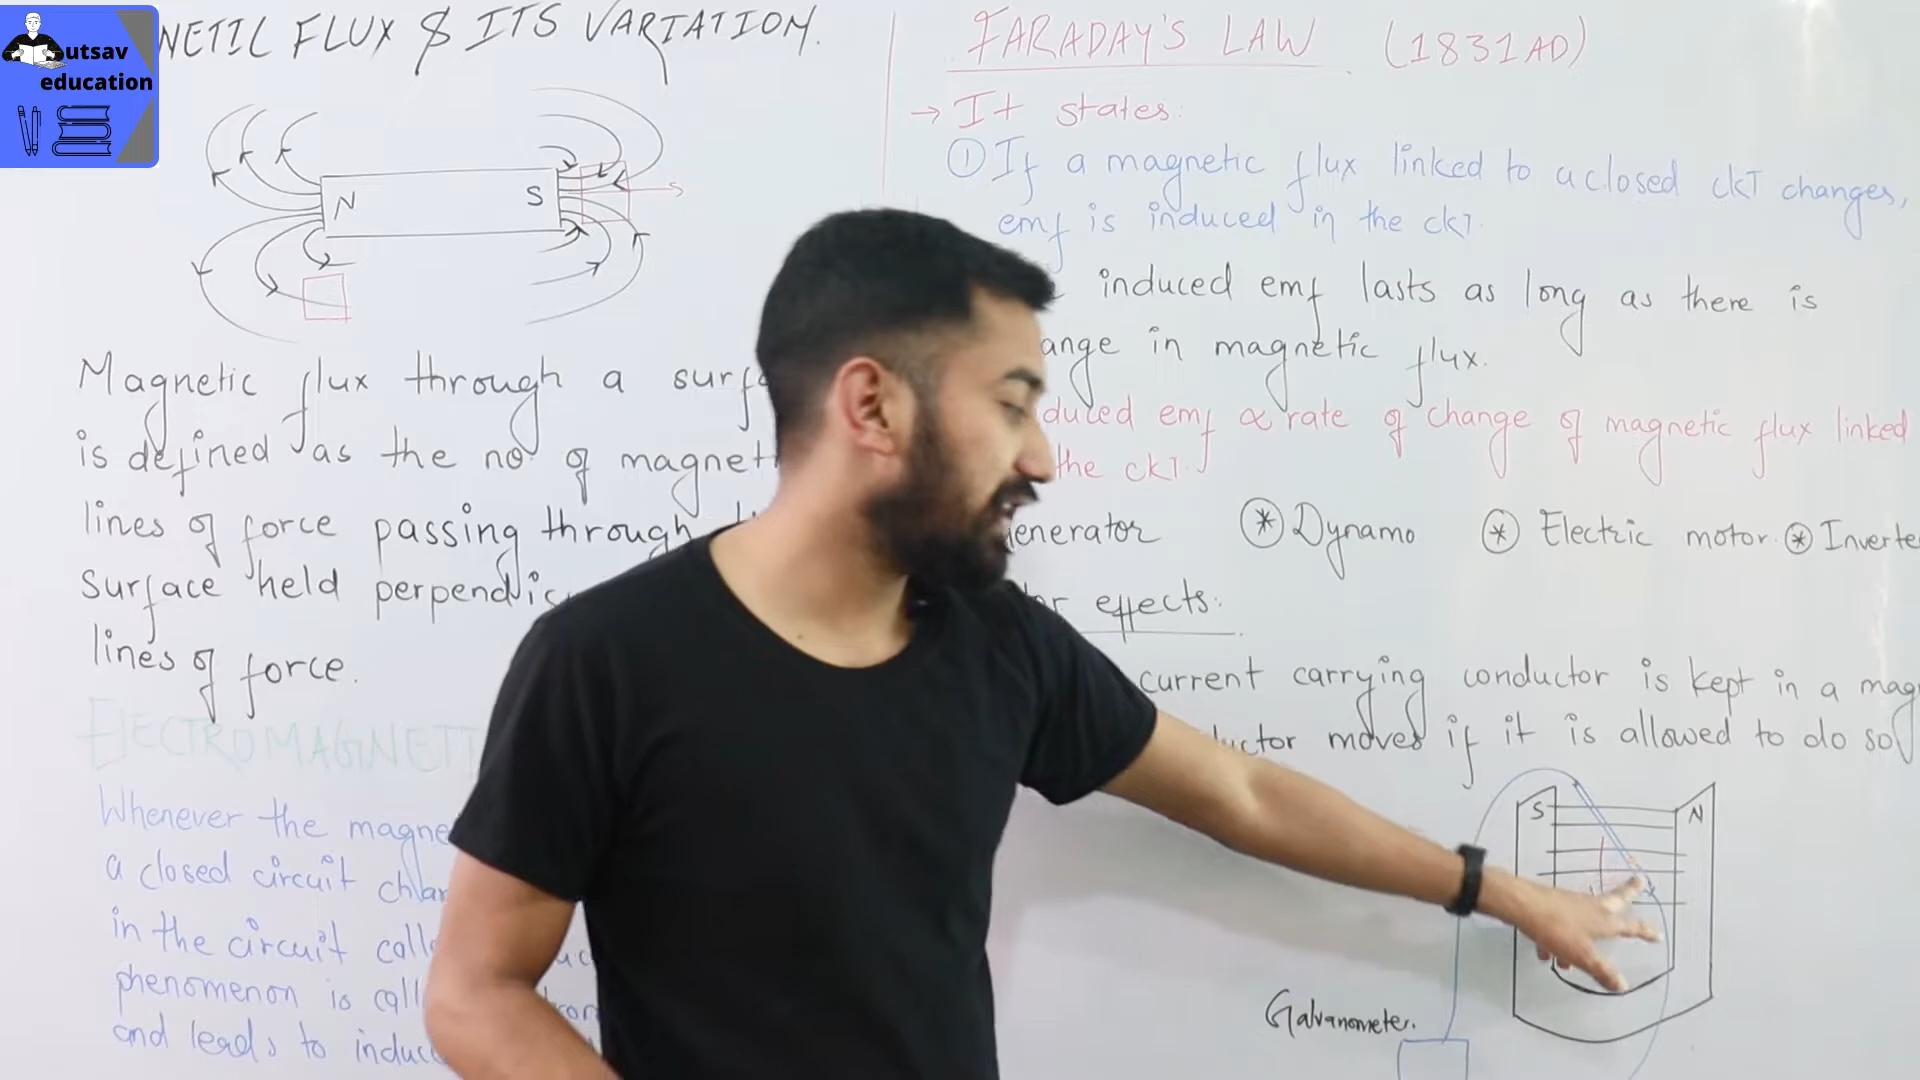 utsav
education
NETIC FLUX & ITS VARIATION.
N
S
Magnetic flux through a surf
is defined as the no. of magnet
lines of force passing through
Surface held perpendic
lines of force.
ELECTROMAGNETI
Whenever the magne
a closed circuit chan
in the circuit calle
phenomenon is call
and leads to induce
FARADAY'S LAW (1831AD)
→ It states:
① If a magnetic flux linked to a closed ckT changes,
emf is induced in the ckT.
induced emf lasts as long as there is
ange in magnetic flux.
duced emf ∝ rate of change of magnetic flux linked
the ckT.
Generator ⊛ Dynamo ⊛ Electric motor. ⊛ Inverte
or effects:
current carrying conductor is kept in a mag
uctor moves if it is allowed to do so
S
N
Galvanometer.